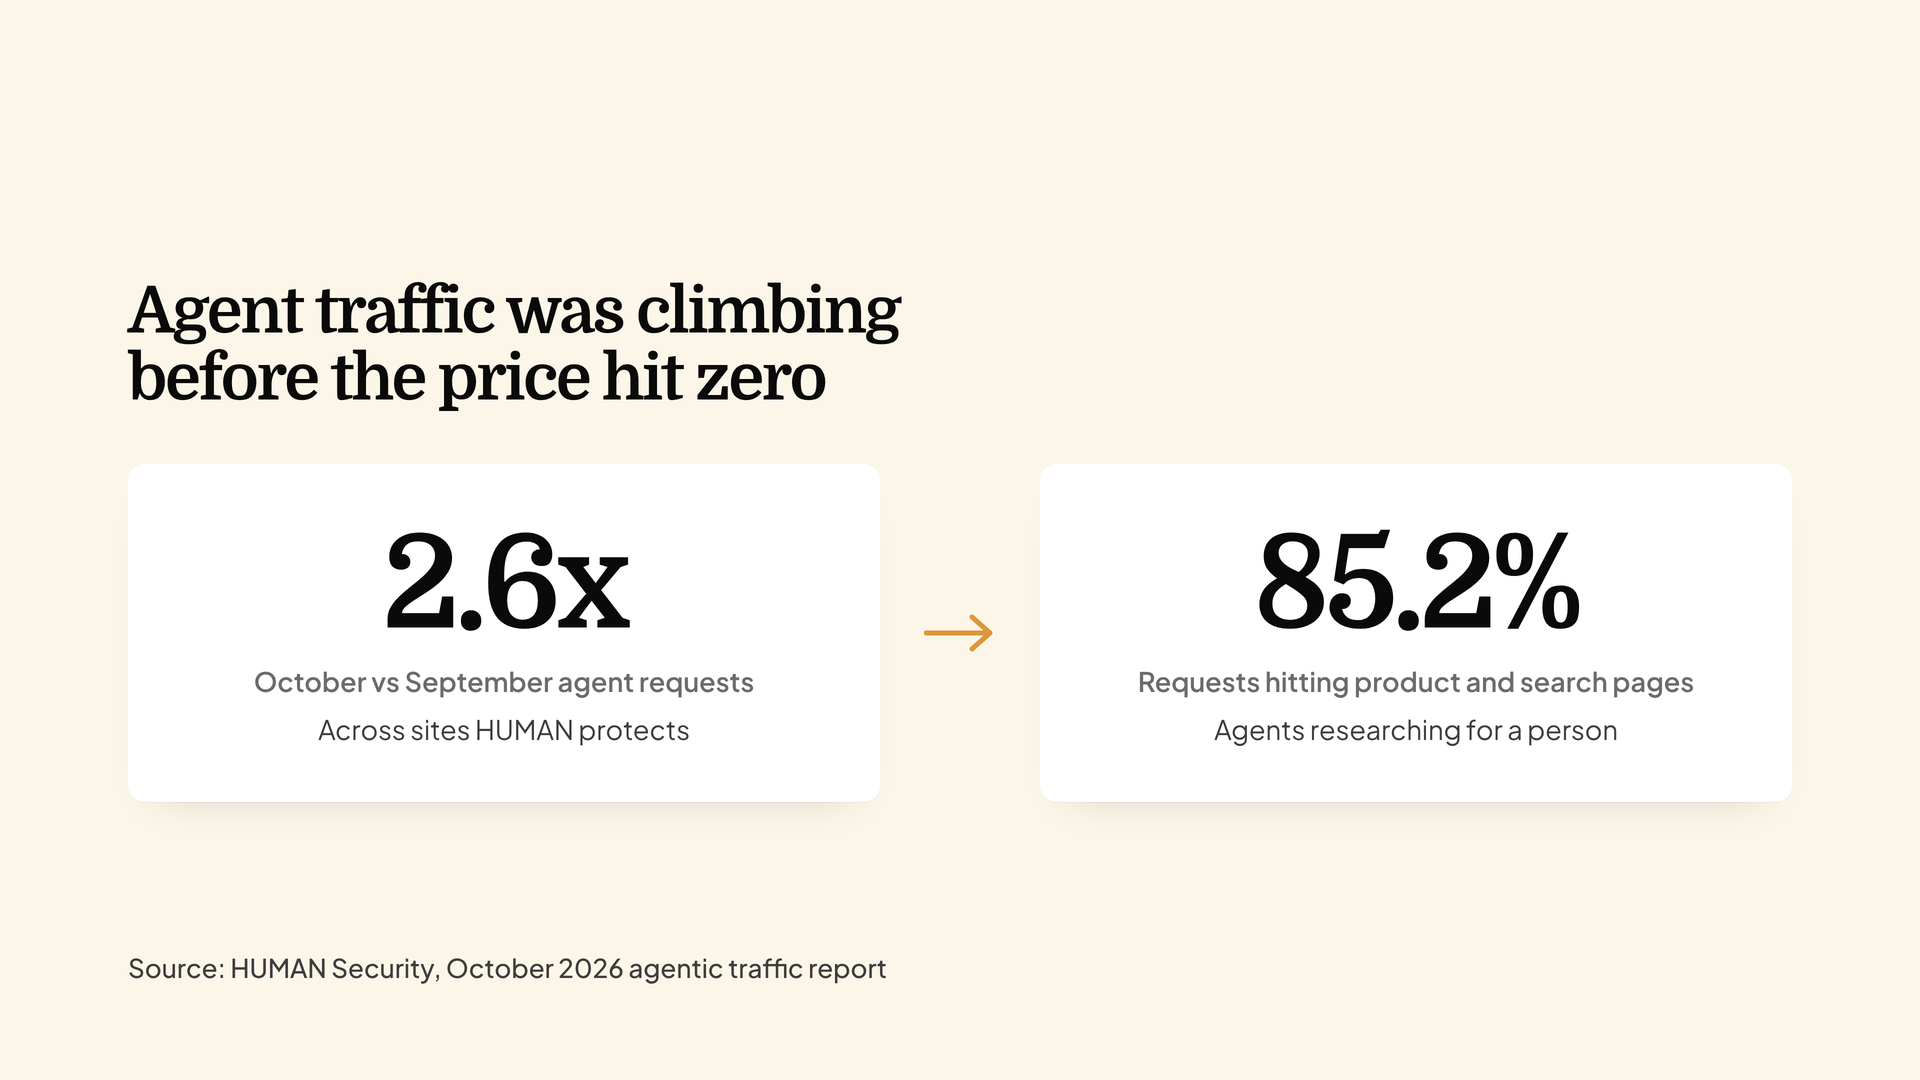 Agent traffic was climbing
before the price hit zero
2.6x
October vs September agent requests
Across sites HUMAN protects
85.2%
Requests hitting product and search pages
Agents researching for a person
Source: HUMAN Security, October 2026 agentic traffic report